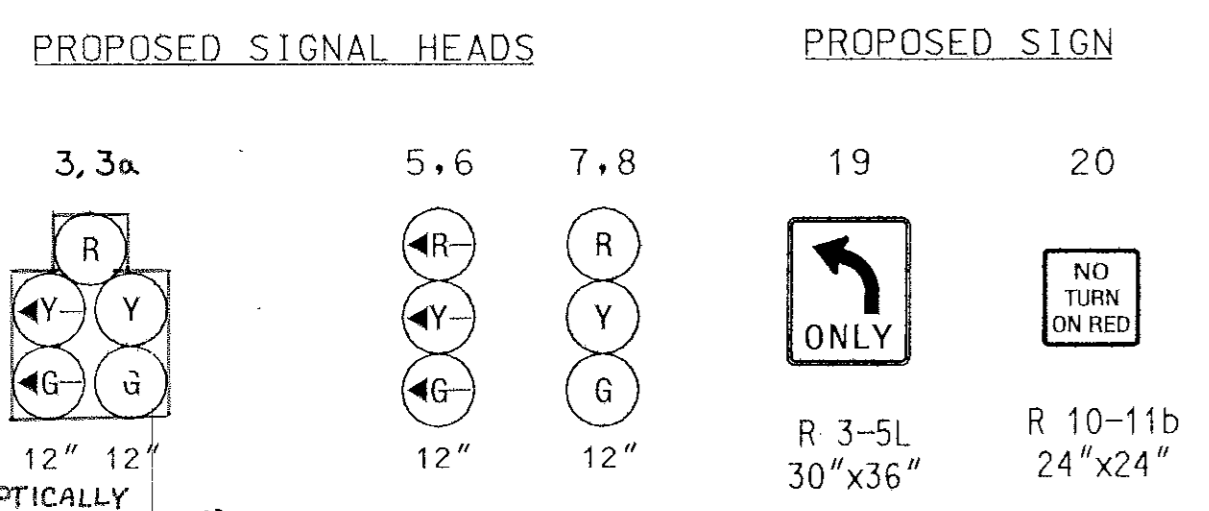 PROPOSED SIGNAL HEADS
PROPOSED SIGN
3, 3a
5,6
7,8
19
20
R
Y Y
G G
12" 12"
R
Y
G
12"
R
Y
G
12"
ONLY
R 3-5L
30"x36"
NO
TURN
ON RED
R 10-11b
24"x24"